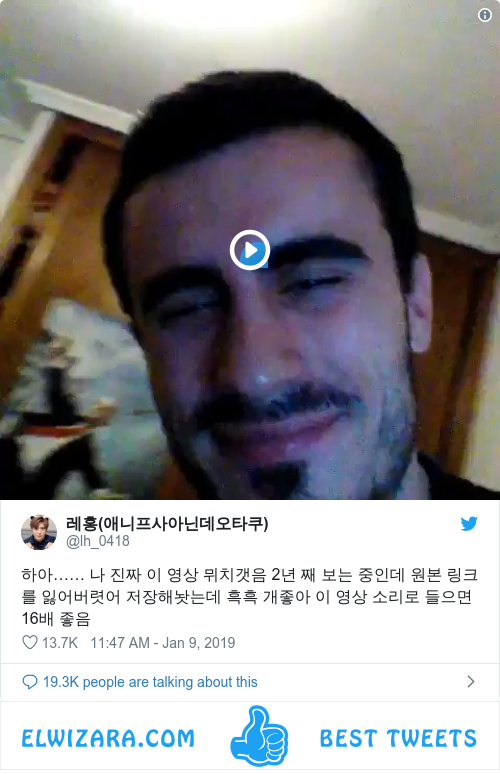 레홍(애니프사아닌데오타쿠)
@lh_0418
하아…… 나 진짜 이 영상 뮈치갯음 2년 째 보는 중인데 원본 링크
를 잃어버렷어 저장해놧는데 흑흑 개좋아 이 영상 소리로 들으면
16배 좋음
13.7K 11:47 AM - Jan 9, 2019
19.3K people are talking about this
ELWIZARA.COM BEST TWEETS